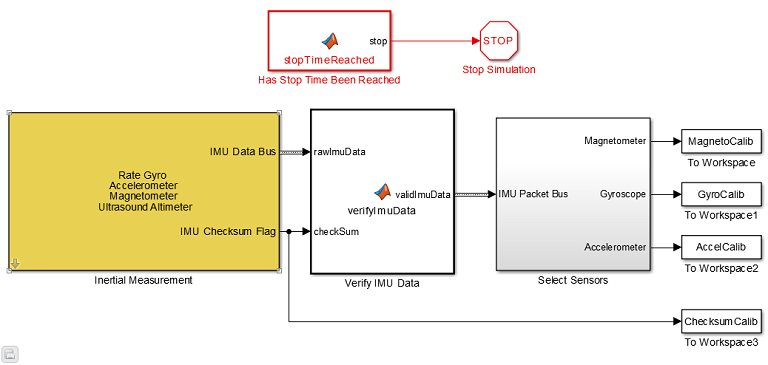 stop
stopTimeReached
STOP
Has Stop Time Been Reached
Stop Simulation
Rate Gyro
Accelerometer
Magnetometer
Ultrasound Altimeter
IMU Data Bus
IMU Checksum Flag
Inertial Measurement
rawImuData
validImuData
verifyImuData
checkSum
Verify IMU Data
Magnetometer
IMU Packet Bus
Gyroscope
Accelerometer
Select Sensors
MagnetoCalib
To Workspace
GyroCalib
To Workspace1
AccelCalib
To Workspace2
ChecksumCalib
To Workspace3